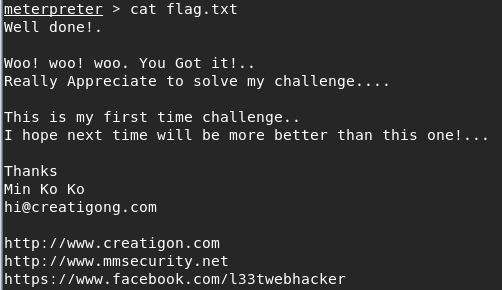 meterpreter > cat flag.txt
Well done!.
Woo! woo! woo. You Got it!..
Really Appreciate to solve my challenge....
This is my first time challenge..
I hope next time will be more better than this one!...
Thanks
Min Ko Ko
hi@creatigong.com
http://www.creatigon.com
http://www.mmsecurity.net
https://www.facebook.com/l33twebhacker